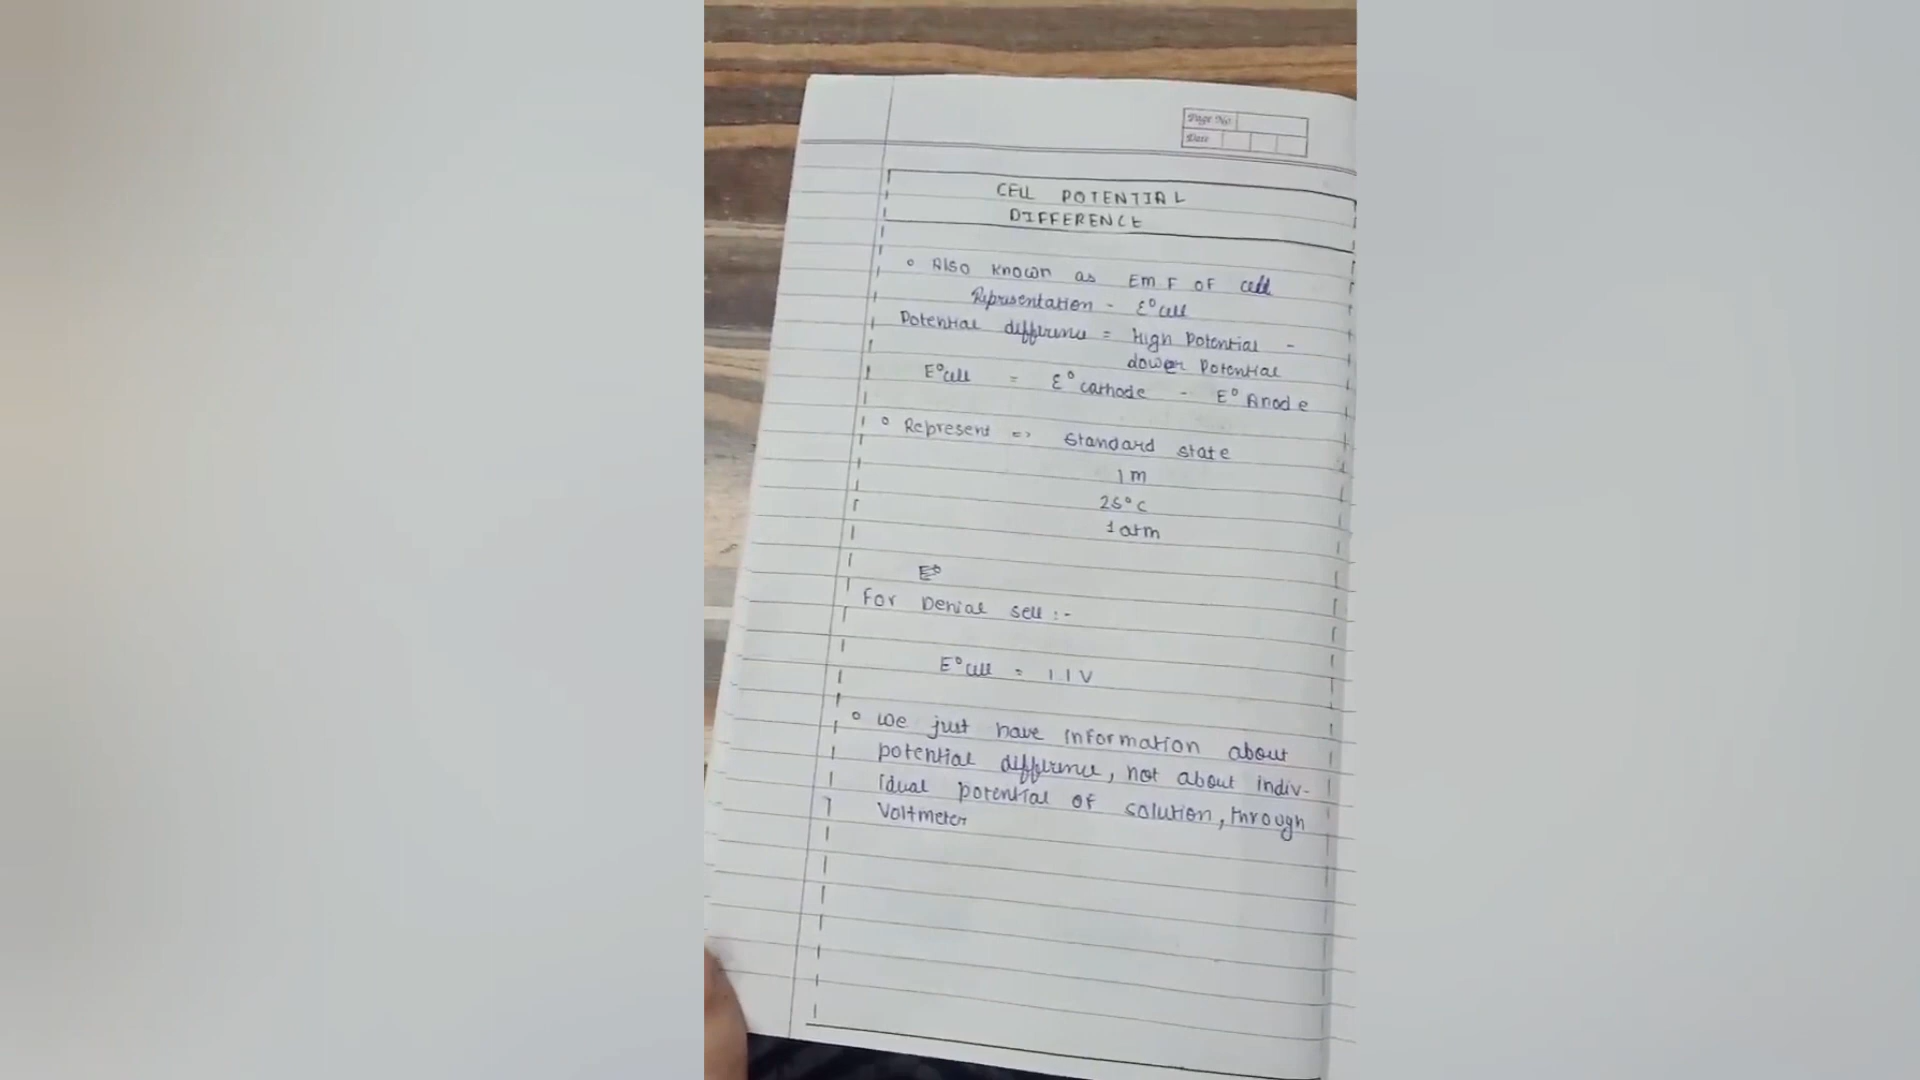 Page No.
Date
CELL POTENTIAL
DIFFERENCE
Also known as EmF OF cell
Representation - E°cell
Potential difference = High Potential -
Lower Potential
E°cell = E°cathode - E° Anode
Represent => Standard state
1 m
25°C
1 atm
E°
For Denial sell :-
E°cell = 1.1 V
We just have information about
potential difference, not about indiv-
idual potential of solution, through
Voltmeter